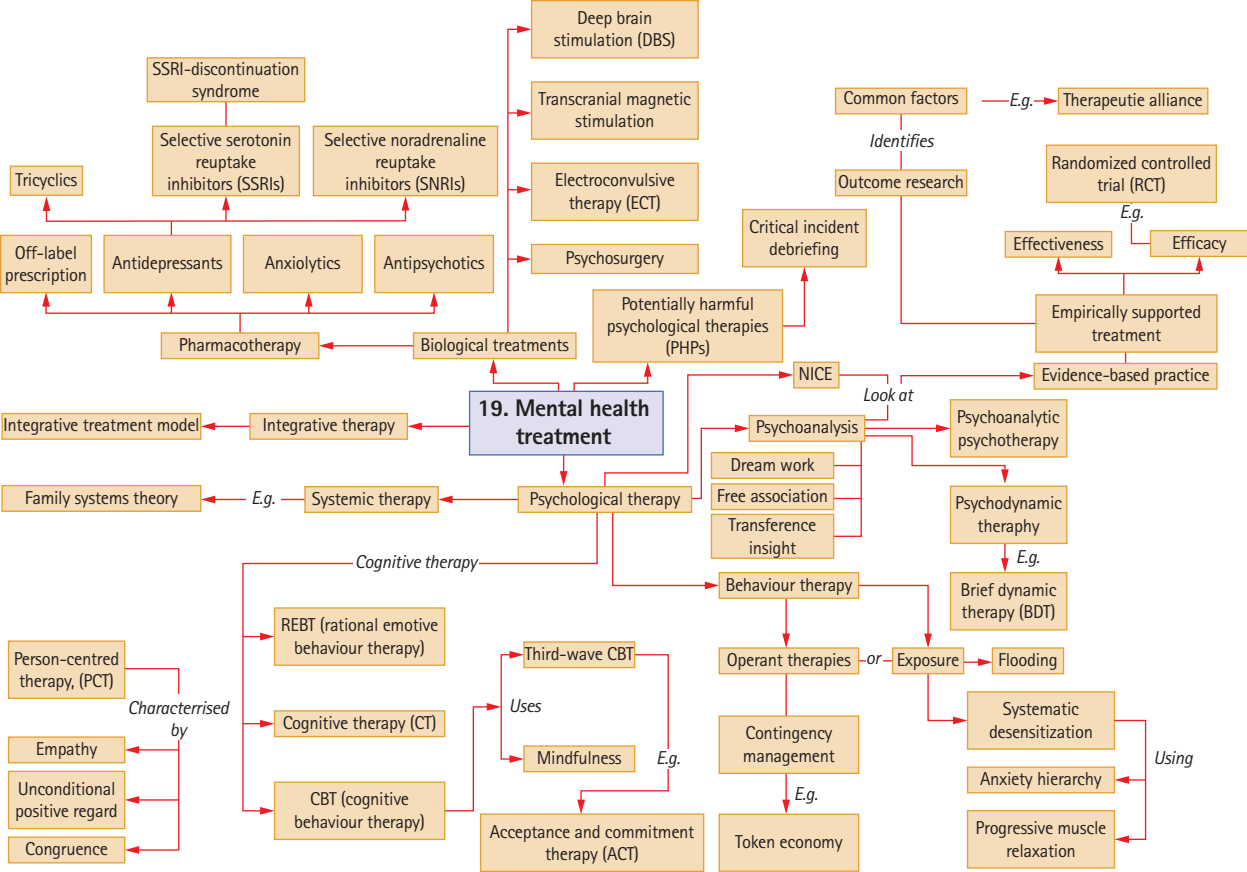 Deep brain
stimulation (DBS)
SSRI-discontinuation
syndrome
Transcranial magnetic
stimulation
Common factors
E.g.
Therapeutie alliance
Identifies
Selective serotonin
reuptake
inhibitors (SSRIs)
Selective noradrenaline
reuptake
inhibitors (SNRIs)
Tricyclics
Electroconvulsive
therapy (ECT)
Outcome research
Randomized controlled
trial (RCT)
E.g.
Critical incident
debriefing
Off-label
prescription
Antidepressants
Anxiolytics
Antipsychotics
Psychosurgery
Effectiveness
Efficacy
Potentially harmful
psychological therapies
(PHPs)
Empirically supported
treatment
Pharmacotherapy
Biological treatments
NICE
Look at
Evidence-based practice
19. Mental health
treatment
Integrative treatment model
Integrative therapy
Psychoanalysis
Psychoanalytic
psychotherapy
Dream work
Free association
Transference
insight
Family systems theory
E.g.
Systemic therapy
Psychological therapy
Psychodynamic
theraphy
E.g.
Brief dynamic
therapy (BDT)
Cognitive therapy
Behaviour therapy
REBT (rational emotive
behaviour therapy)
Third-wave CBT
Operant therapies
or
Exposure
Flooding
Person-centred
therapy, (PCT)
Characterrised
by
Uses
Cognitive therapy (CT)
Mindfulness
E.g.
Contingency
management
Systematic
desensitization
Using
Empathy
Unconditional
positive regard
Congruence
CBT (cognitive
behaviour therapy)
Acceptance and commitment
therapy (ACT)
E.g.
Token economy
Anxiety hierarchy
Progressive muscle
relaxation